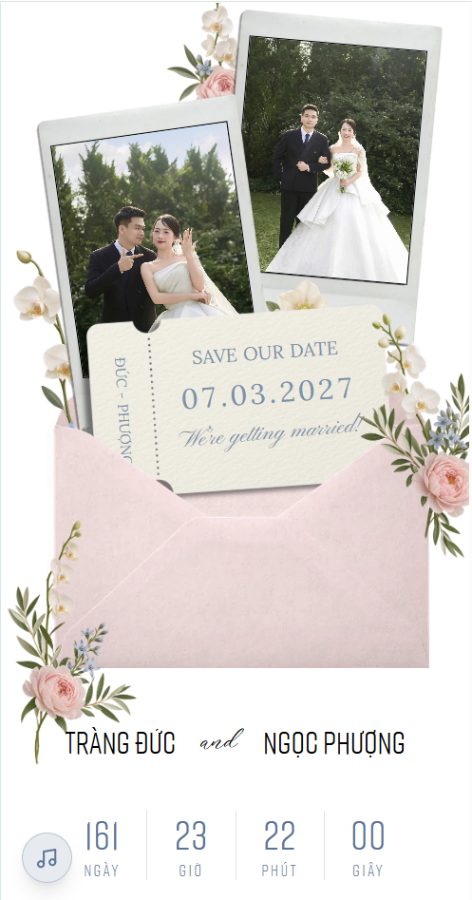 SAVE OUR DATE
07.03.2027
We're getting married!
ĐỨC - PHƯỢNG
TRÀNG ĐỨC and NGỌC PHƯỢNG
161 23 22 00
NGÀY GIỜ PHÚT GIÂY